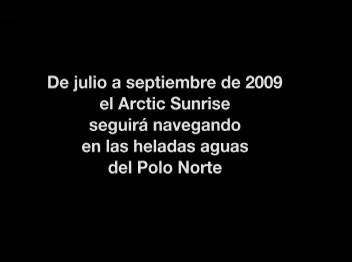 De julio a septiembre de 2009
el Arctic Sunrise
seguirá navegando
en las heladas aguas
del Polo Norte